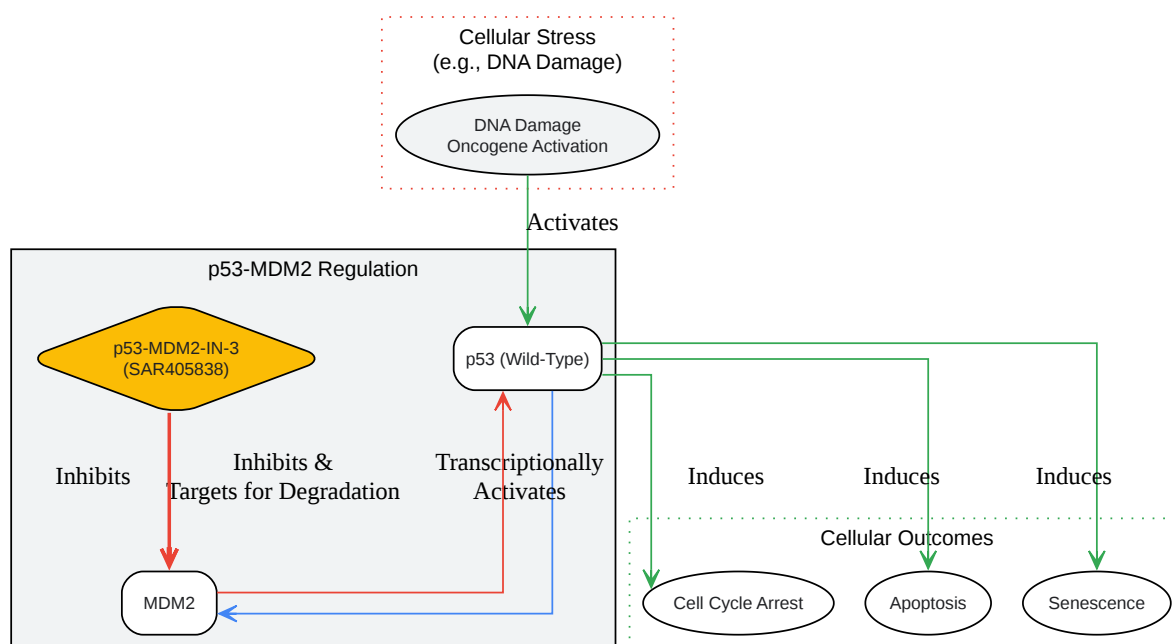 Cellular Stress
(e.g., DNA Damage)
DNA Damage
Oncogene Activation
Activates
p53-MDM2 Regulation
p53-MDM2-IN-3
(SAR405838)
p53 (Wild-Type)
Inhibits
Inhibits &
Targets for Degradation
Transcriptionally
Activates
Induces
Induces
Induces
Cellular Outcomes
MDM2
Cell Cycle Arrest
Apoptosis
Senescence